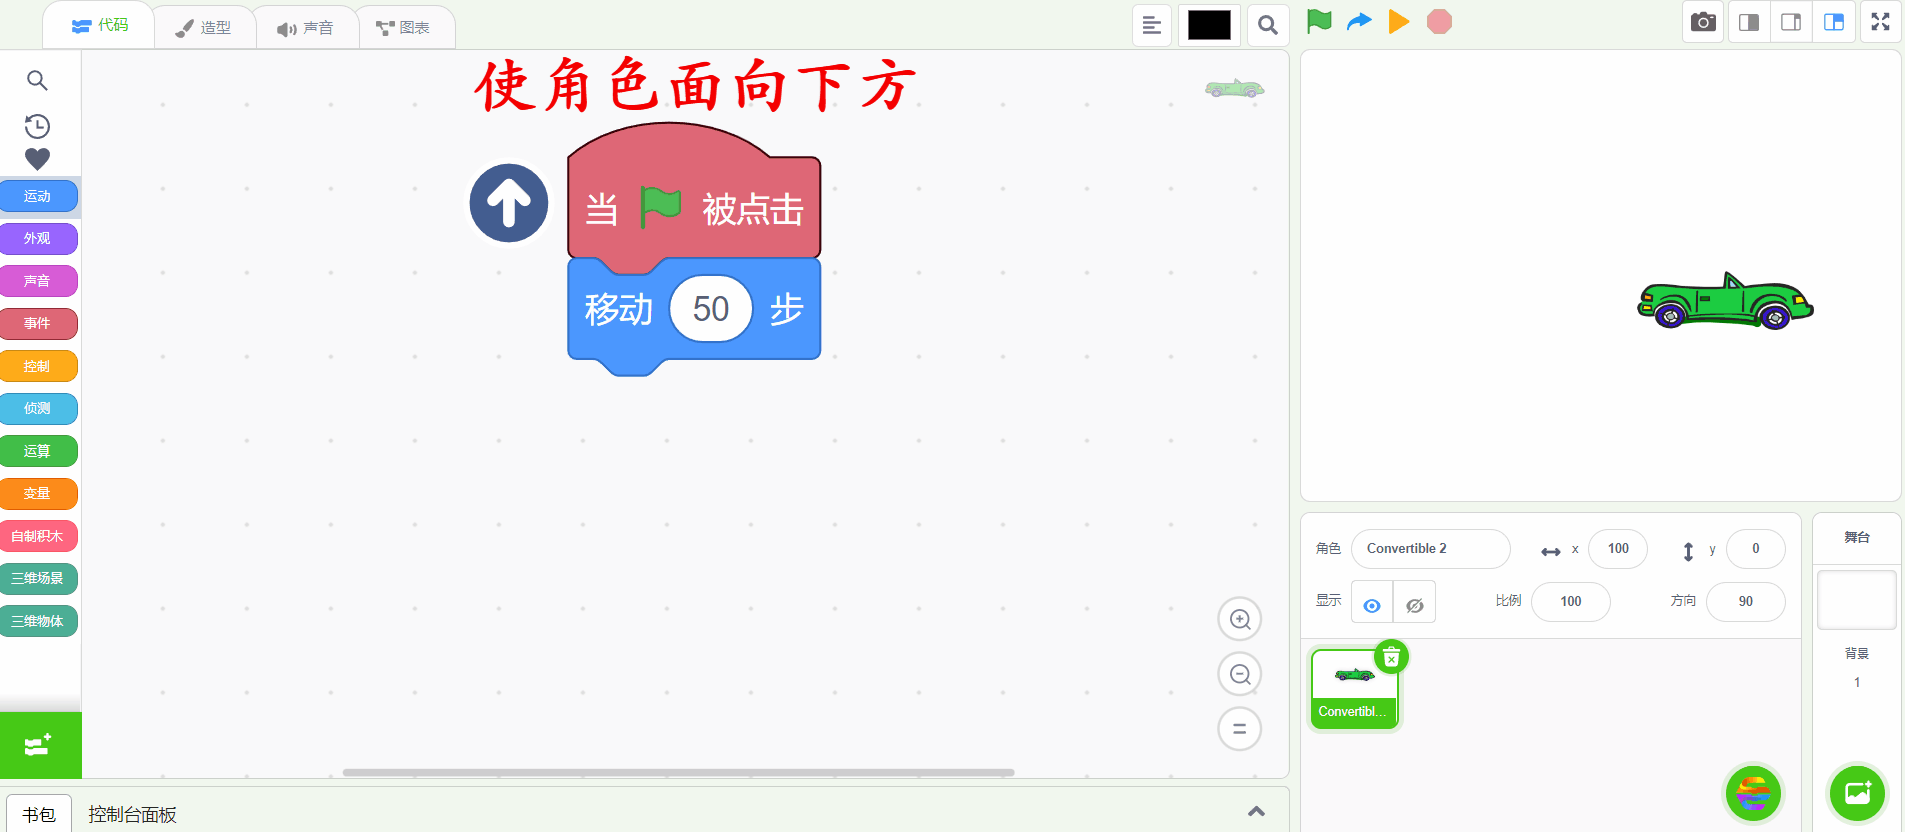 代码
造型
声音
图表
使角色面向下方
当 被点击
移动 50 步
运动
外观
声音
事件
控制
侦测
运算
变量
自制积木
三维场景
三维物体
书包
控制台面板
角色 Convertible 2 x 100 y 0
显示 比例 100 方向 90
Convertibl...
舞台
背景
1